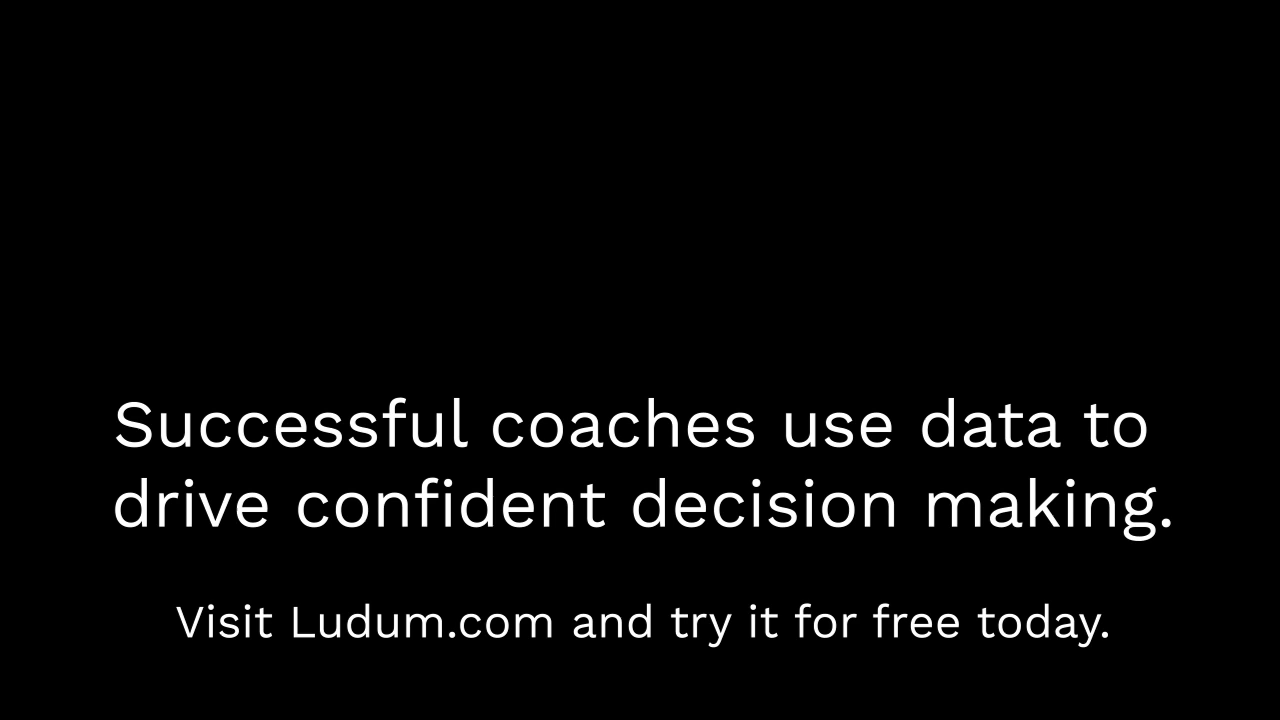 Successful coaches use data to
drive confident decision making.
Visit Ludum.com and try it for free today.